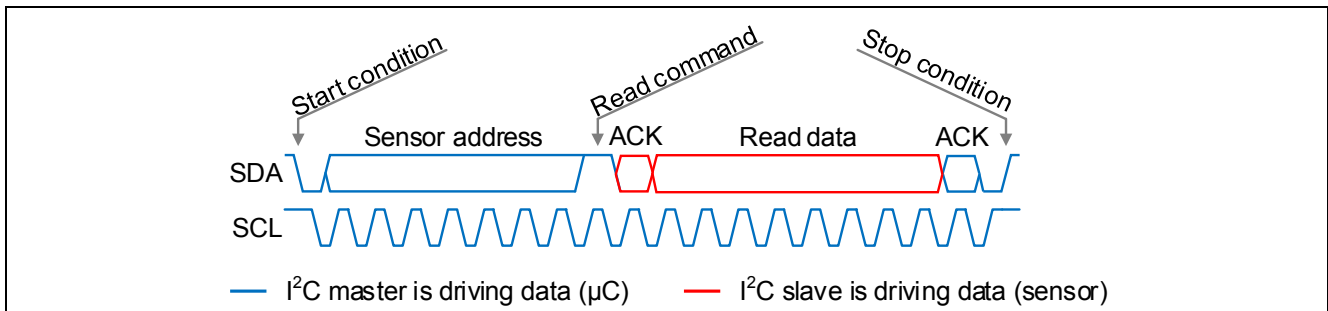 Start condition
Read command
Stop condition
Sensor address
ACK
Read data
ACK
SDA
SCL
I²C master is driving data (µC)
I²C slave is driving data (sensor)